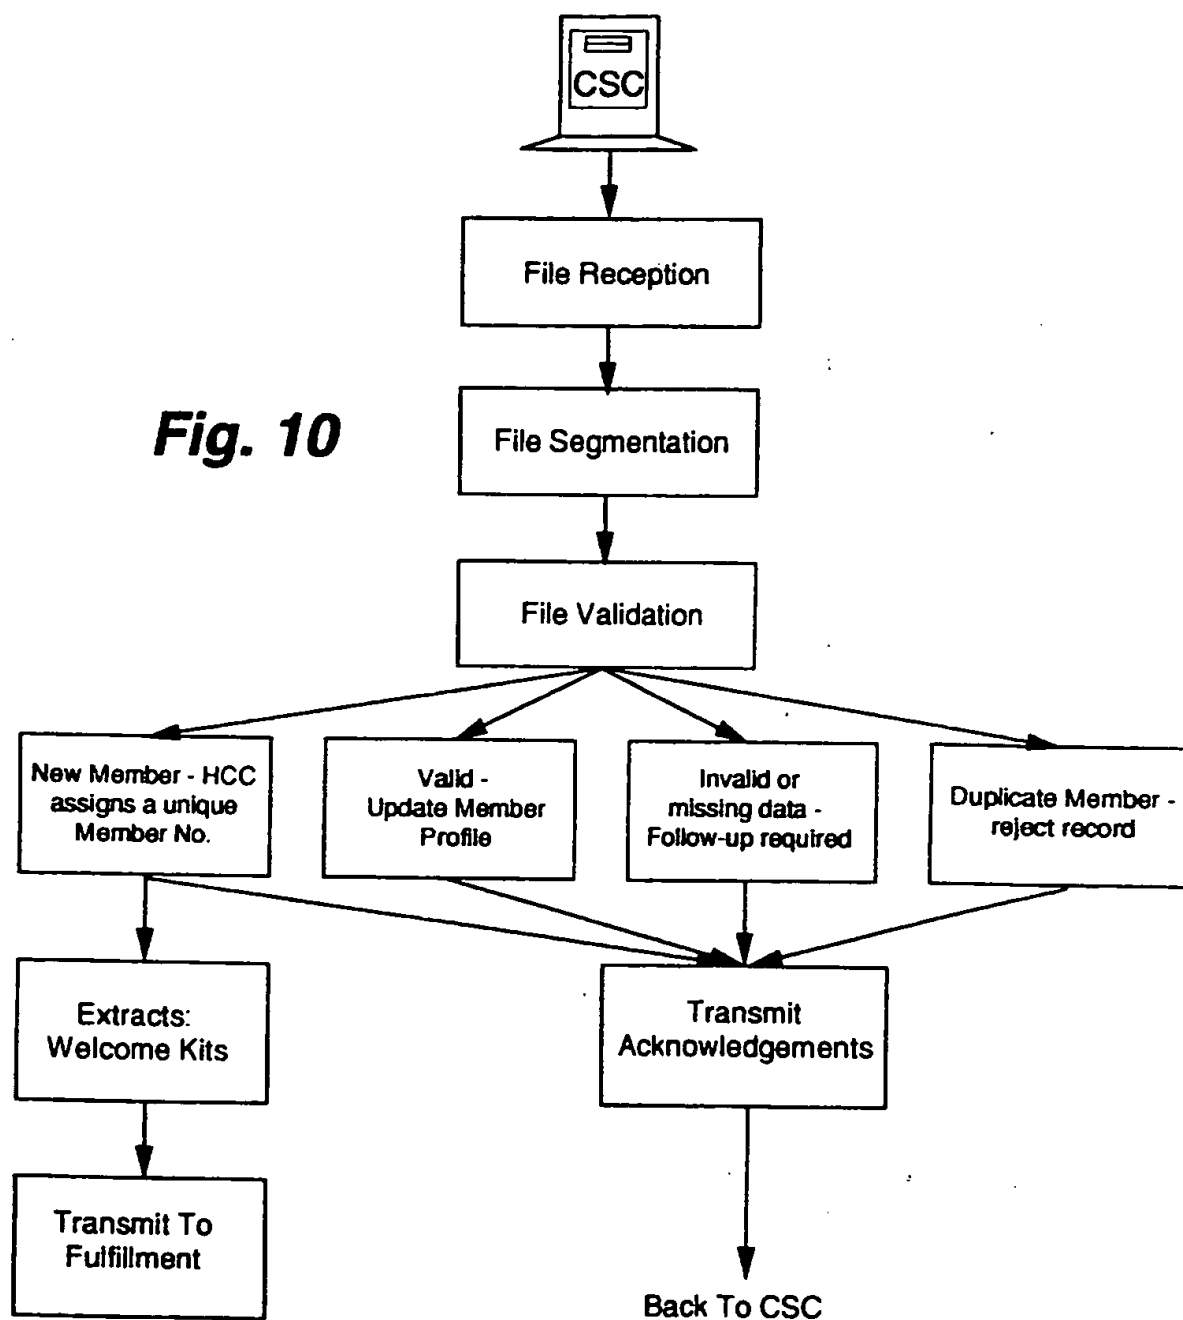 CSC
File Reception
Fig. 10
File Segmentation
File Validation
New Member - HCC
assigns a unique
Member No.
Valid -
Update Member
Profile
Invalid or
missing data -
Follow-up required
Duplicate Member -
reject record
Extracts:
Welcome Kits
Transmit
Acknowledgements
Transmit To
Fulfillment
Back To CSC